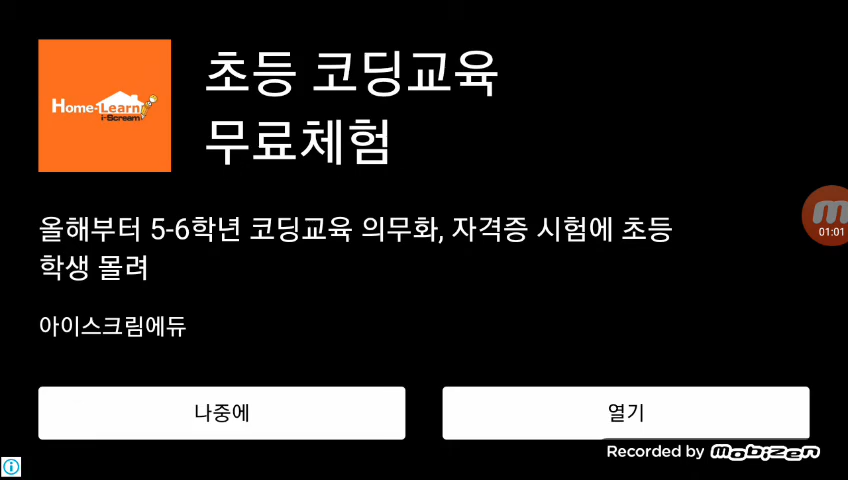 초등 코딩교육
무료체험
Home-Learn
i-Scream
올해부터 5-6학년 코딩교육 의무화, 자격증 시험에 초등
학생 몰려
01:01
아이스크림에듀
나중에
열기
Recorded by mobizen